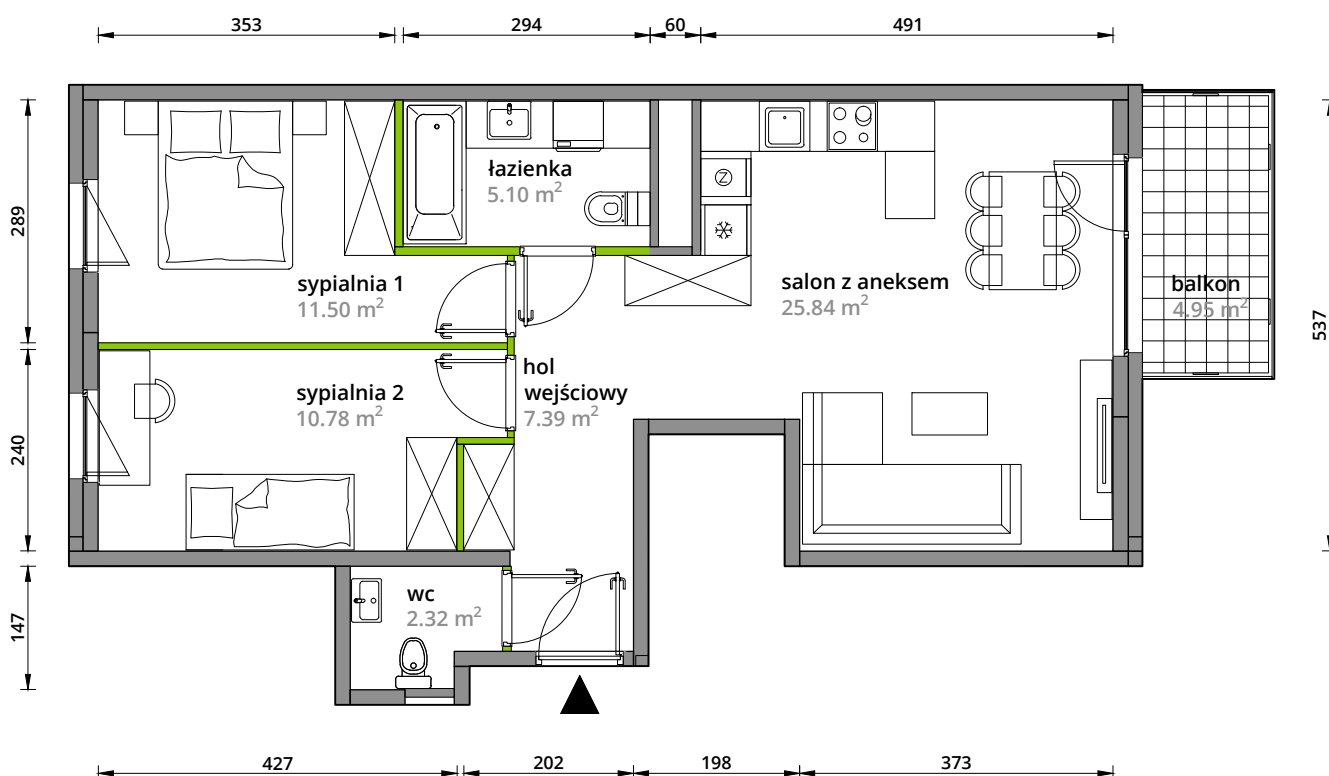 353
294
60
491
łazienka
5.10 m²
289
sypialnia 1
11.50 m²
Z
salon z aneksem
25.84 m²
balkon
4.95 m²
537
hol
wejściowy
7.39 m²
sypialnia 2
10.78 m²
240
wc
2.32 m²
147
427
202
198
373